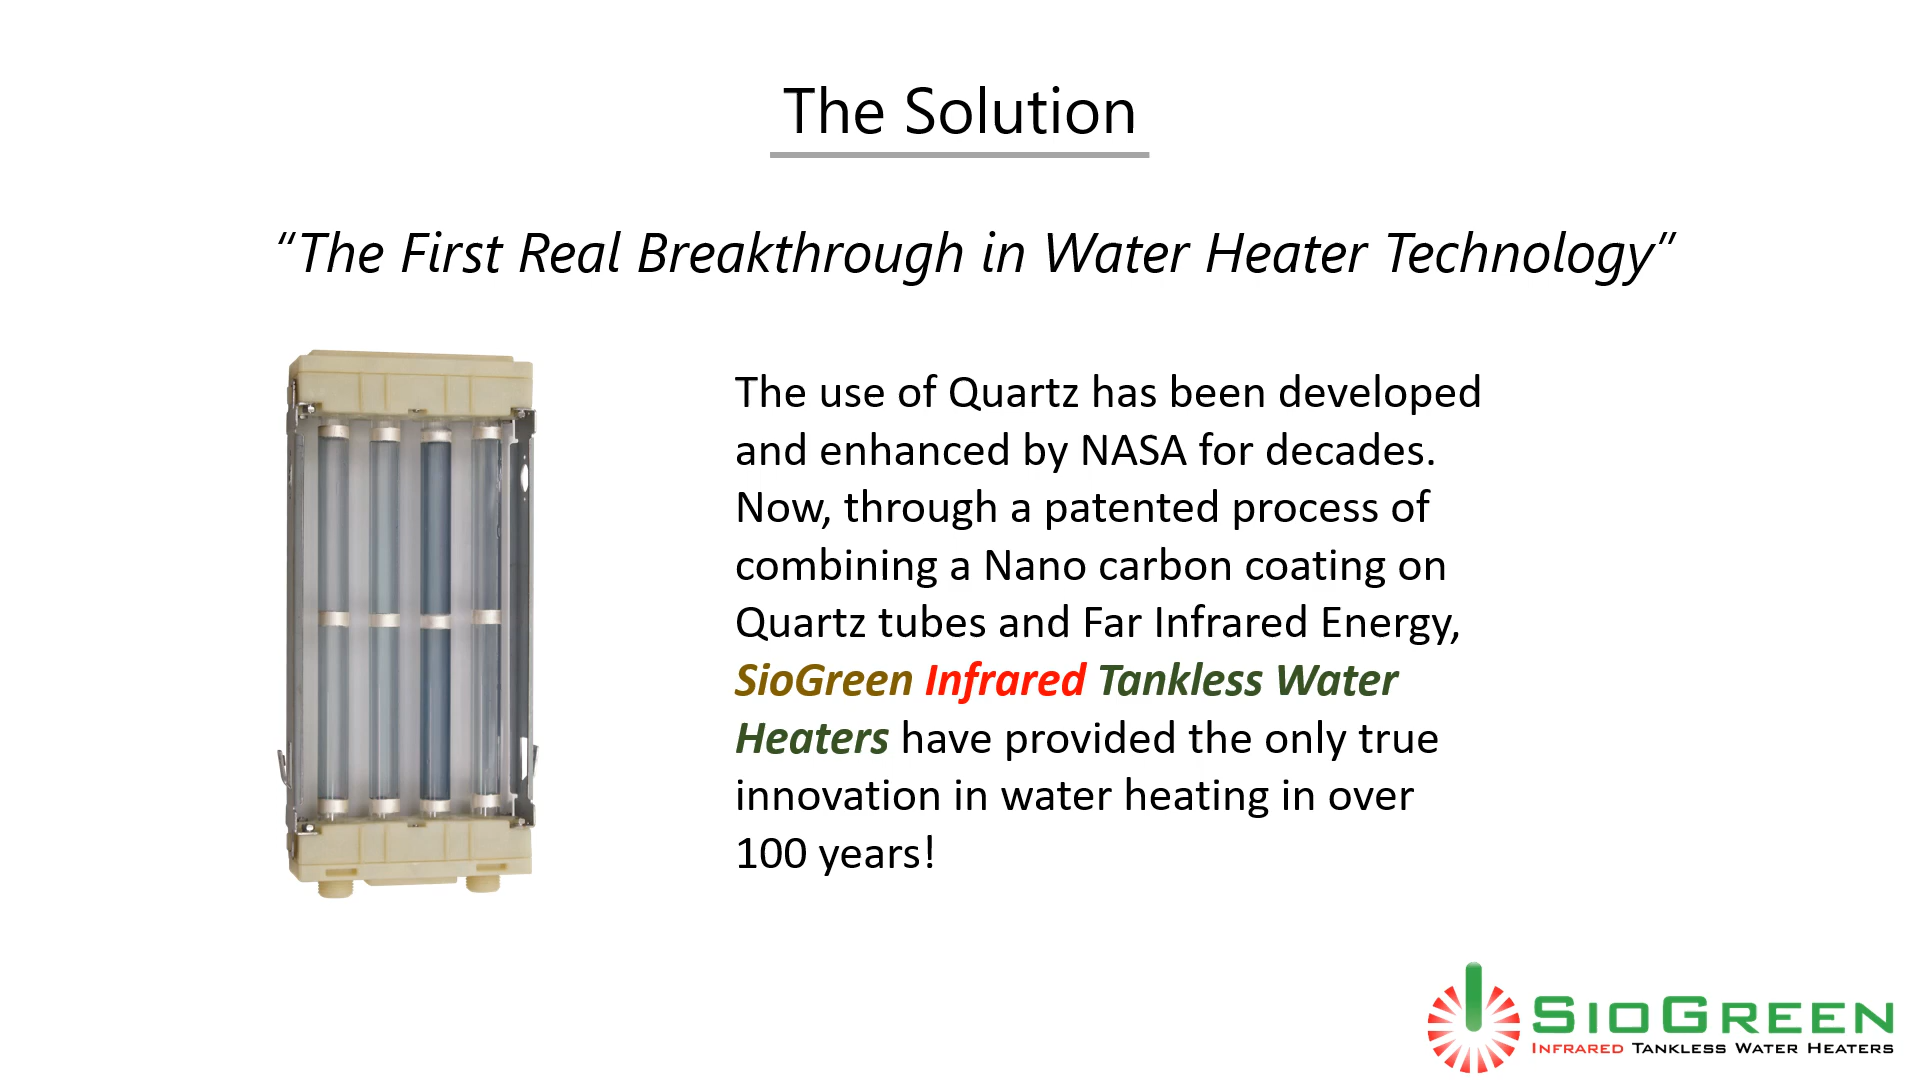 The Solution
“The First Real Breakthrough in Water Heater Technology”
The use of Quartz has been developed
and enhanced by NASA for decades.
Now, through a patented process of
combining a Nano carbon coating on
Quartz tubes and Far Infrared Energy,
SioGreen Infrared Tankless Water
Heaters have provided the only true
innovation in water heating in over
100 years!
SIOGREEN
INFRARED TANKLESS WATER HEATERS